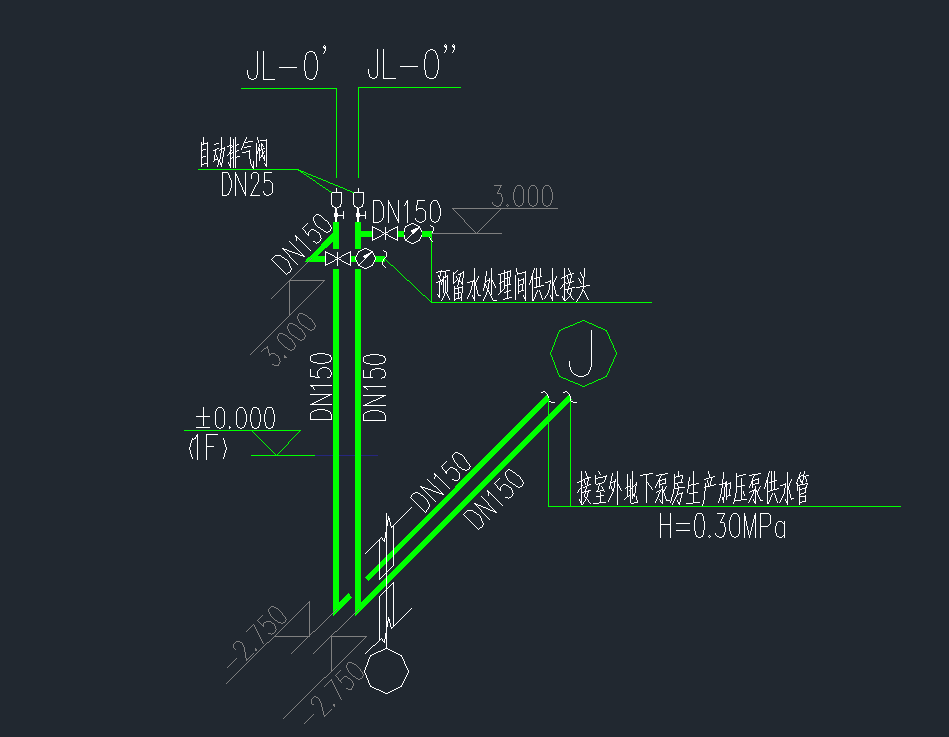 JL-0'
JL-0''
自动排气阀
DN25
DN150
3.000
DN150
预留水处理间供水接头
3.000
J
DN150
DN150
±0.000
(1F)
DN150
DN150
接室外地下泵房生产加压泵供水管
H=0.30MPa
-2.750
-2.750